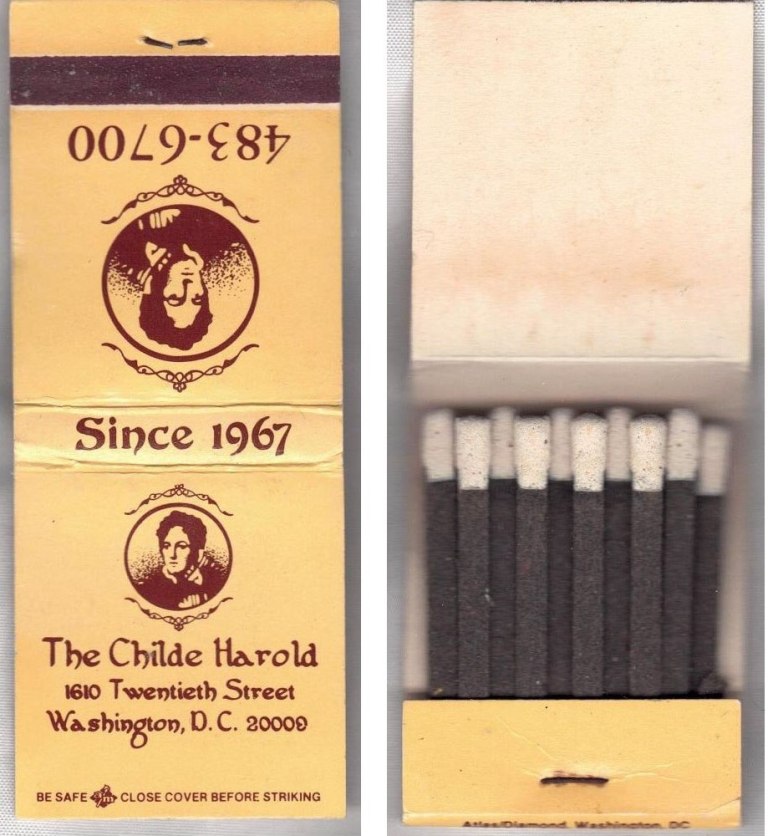 483-6700
Since 1967
The Childe Harold
1610 Twentieth Street
Washington, D.C. 20009
BE SAFE CLOSE COVER BEFORE STRIKING
Atlas/Diamond, Washington, DC